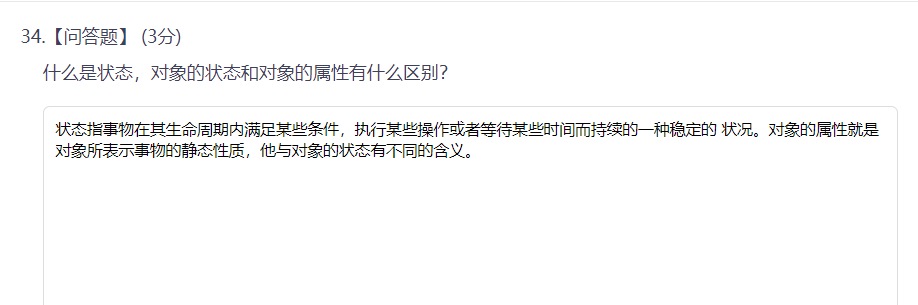 34.【问答题】 (3分)
什么是状态，对象的状态和对象的属性有什么区别？
状态指事物在其生命周期内满足某些条件，执行某些操作或者等待某些时间而持续的一种稳定的 状况。对象的属性就是
对象所表示事物的静态性质，他与对象的状态有不同的含义。